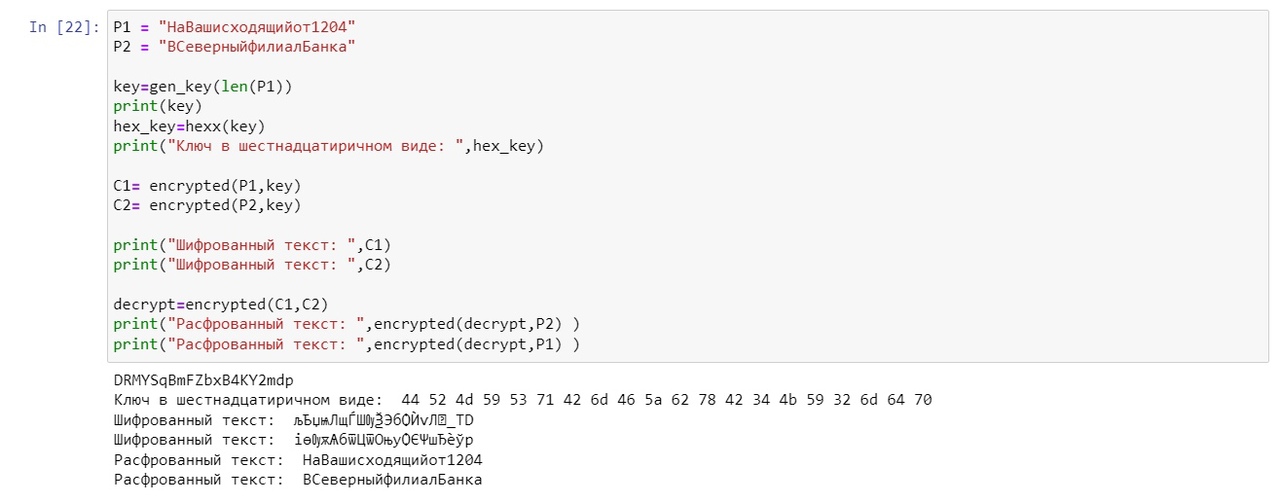 In [22]: P1 = "НаВашисходящийот1204"
P2 = "ВСеверныйфилиалБанка"
key=gen_key(len(P1))
print(key)
hex_key=hexx(key)
print("Ключ в шестнадцатиричном виде: ",hex_key)
C1= encrypted(P1,key)
C2= encrypted(P2,key)
print("Шифрованный текст: ",C1)
print("Шифрованный текст: ",C2)
decrypt=encrypted(C1,C2)
print("Расфрованный текст: ",encrypted(decrypt,P2) )
print("Расфрованный текст: ",encrypted(decrypt,P1) )
DRMYSqBmFZbxB4KY2mdp
Ключ в шестнадцатиричном виде:  44 52 4d 59 53 71 42 6d 46 5a 62 78 42 34 4b 59 32 6d 64 70
Шифрованный текст:
Шифрованный текст:
Расфрованный текст:  НаВашисходящийот1204
Расфрованный текст:  ВСеверныйфилиалБанка